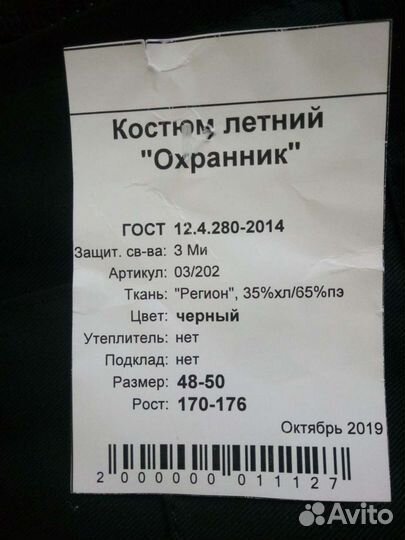 Костюм летний
"Охранник"
ГОСТ 12.4.280-2014
Защит. св-ва: З Ми
Артикул: 03/202
Ткань: "Регион", 35%хл/65%пэ
Цвет: черный
Утеплитель: нет
Подклад: нет
Размер: 48-50
Рост: 170-176
Октябрь 2019
2 000000 011127
Avito